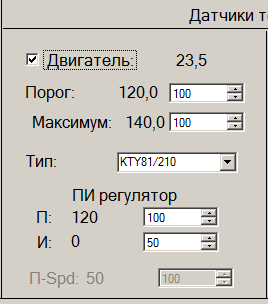 Датчики т
Двигатель: 23,5
Порог: 120,0 100
Максимум: 140,0 100
Тип: KTY81/210
ПИ регулятор
П: 120 100
И: 0 50
П-Spd: 50 100